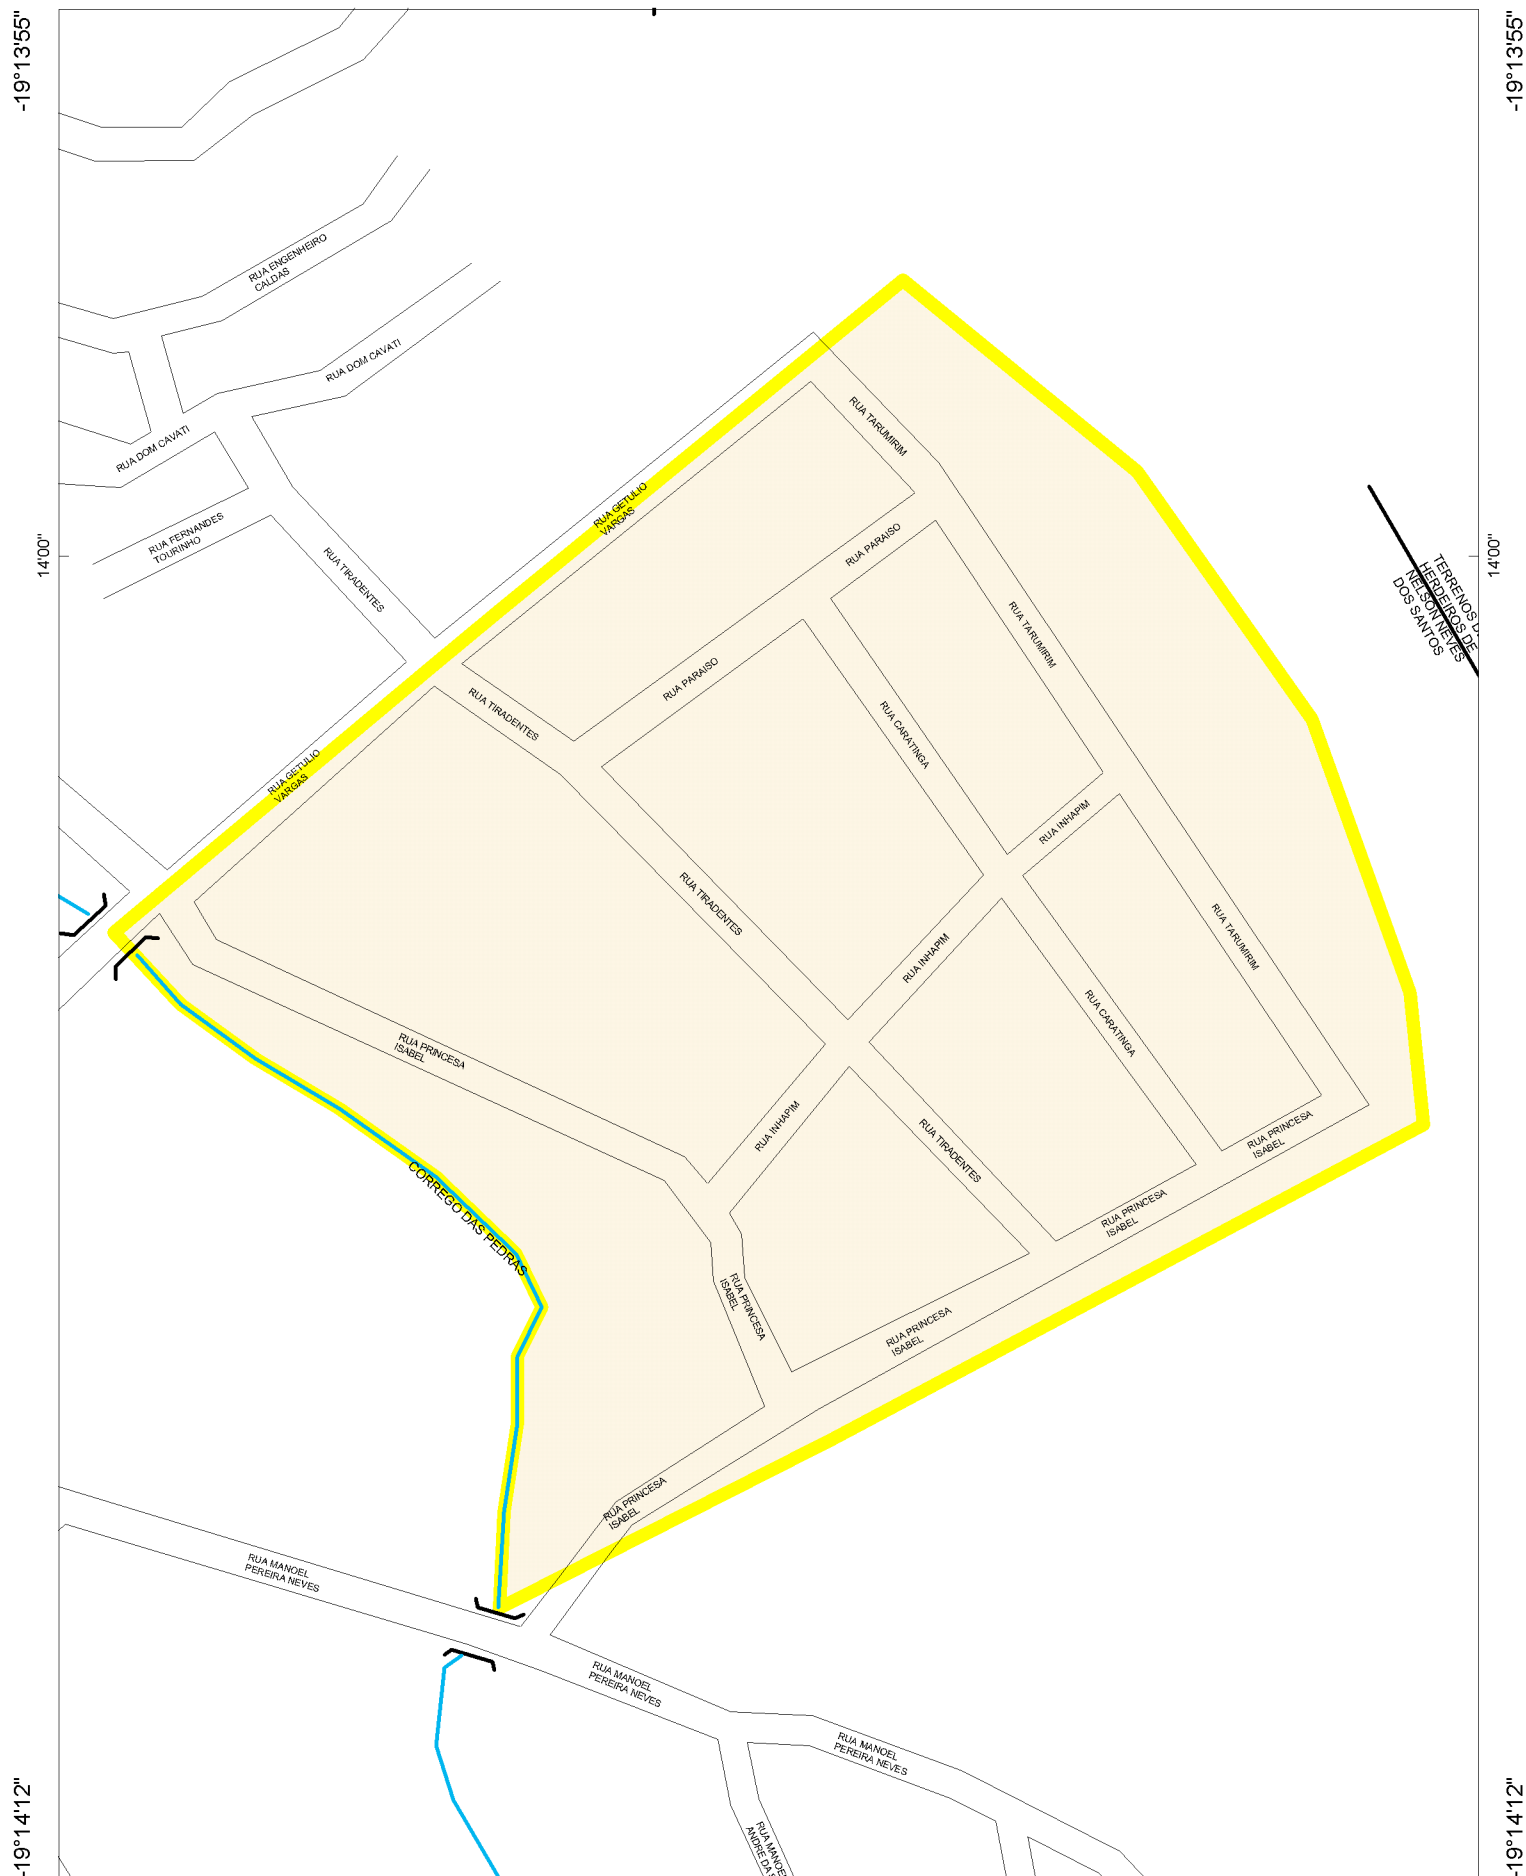 -19°13'55"
-19°13'55"
RUA ENGENHEIRO
CALDAS
RUA DOM CAVATI
RUA DOM CAVATI
RUA TARUMIRIM
RUA GETULIO
VARGAS
RUA FERNANDES
TOURINHO
RUA PARAISO
14'00"
14'00"
RUA TIRADENTES
TERRENOS D
HERDEIROS DE
NELSON NEVES
DOS SANTOS
RUA TARUMIRIM
RUA PARAISO
RUA TIRADENTES
RUA CARATINGA
RUA GETULIO
VARGAS
RUA INHAPIM
RUA TIRADENTES
RUA TARUMIRIM
RUA INHAPIM
RUA CARATINGA
RUA PRINCESA
ISABEL
RUA INHAPIM
RUA TIRADENTES
RUA PRINCESA
ISABEL
CORREGO DAS PEDRAS
RUA PRINCESA
ISABEL
RUA PRINCESA
ISABEL
RUA PRINCESA
ISABEL
RUA PRINCESA
ISABEL
RUA MANOEL
PEREIRA NEVES
RUA MANOEL
PEREIRA NEVES
RUA MANOEL
PEREIRA NEVES
RUA MANOEL
ANDRE DA
-19°14'12"
-19°14'12"